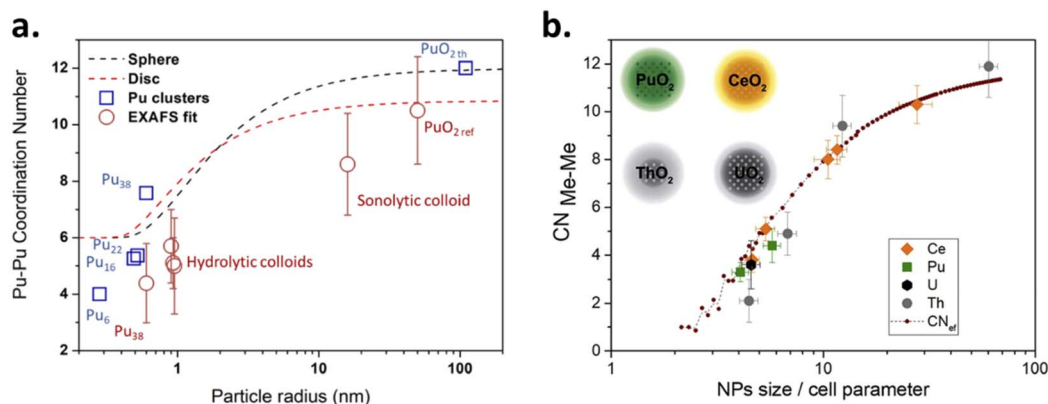 a.
Pu-Pu Coordination Number
12
10
8
6
4
2
Sphere
Disc
Pu clusters
EXAFS fit
PuO2 th
PuO2 ref
Pu38
Sonolytic colloid
Pu22
Pu16
Hydrolytic colloids
Pu6
Pu38
1
10
100
Particle radius (nm)
b.
CN Me-Me
12
10
8
6
4
2
0
PuO2
CeO2
ThO2
UO2
Ce
Pu
U
Th
CNef
1
10
100
NPs size / cell parameter